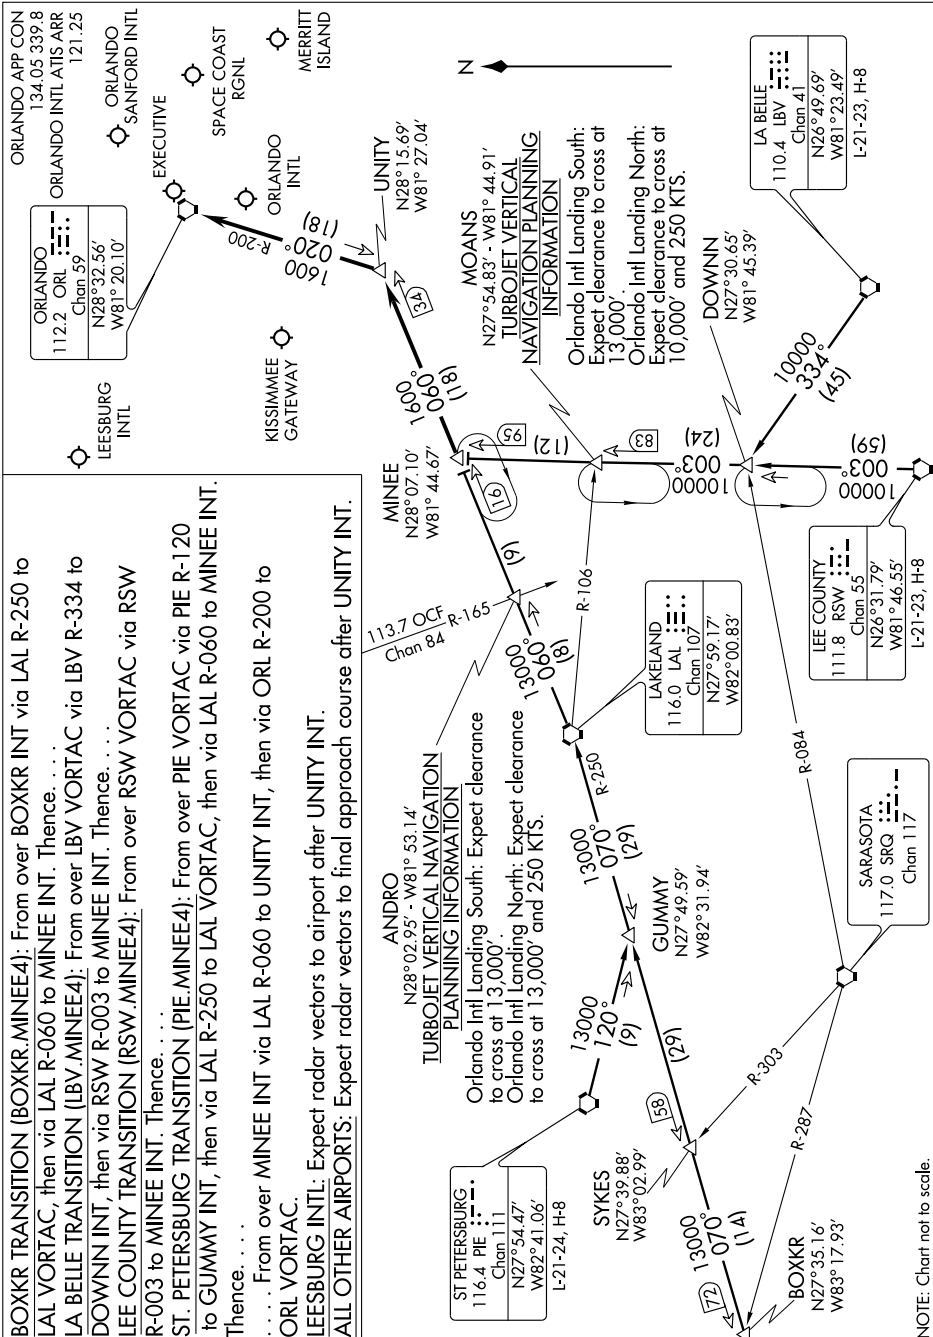 BOXKR TRANSITION (BOXKR.MINEE4): From over BOXKR INT via LAL R-250 to
LAL VORTAC, then via LAL R-060 to MINEE INT. Thence. . . .
LA BELLE TRANSITION (LBV.MINEE4): From over LBV VORTAC via LBV R-334 to
DOWNN INT, then via RSW R-003 to MINEE INT. Thence. . . .
LEE COUNTY TRANSITION (RSW.MINEE4): From over RSW VORTAC via RSW
R-003 to MINEE INT. Thence. . . .
ST. PETERSBURG TRANSITION (PIE.MINEE4): From over PIE VORTAC via PIE R-120
to GUMMY INT, then via LAL R-250 to LAL VORTAC, then via LAL R-060 to MINEE INT.
Thence. . . .
. . . . From over MINEE INT via LAL R-060 to UNITY INT, then via ORL R-200 to
ORL VORTAC.
LEESBURG INTL: Expect radar vectors to airport after UNITY INT.
ALL OTHER AIRPORTS: Expect radar vectors to final approach course after UNITY INT.
ORLANDO APP CON
134.05 339.8
ORLANDO INTL ATIS ARR
121.25
ORLANDO
112.2 ORL
Chan 59
N28°32.56'
W81°20.10'
LEESBURG
INTL
EXECUTIVE
ORLANDO
SANFORD INTL
SPACE COAST
RGNL
MERRITT
ISLAND
ORLANDO
INTL
KISSIMMEE
GATEWAY
N
R-200
1600
020°
(18)
UNITY
N28°15.69'
W81°27.04'
34
1600
060°
(18)
MINEE
N28°07.10'
W81°44.67'
95
16
(12)
(9)
MOANS
N27°54.83' - W81°44.91'
TURBOJET VERTICAL
NAVIGATION PLANNING
INFORMATION
Orlando Intl Landing South:
Expect clearance to cross at
13,000'.
Orlando Intl Landing North:
Expect clearance to cross at
10,000' and 250 KTS.
83
10000
003°
(24)
DOWNN
N27°30.65'
W81°45.39'
10000
334°
(45)
LA BELLE
110.4 LBV
Chan 41
N26°49.69'
W81°23.49'
L-21-23, H-8
10000
003°
(59)
LEE COUNTY
111.8 RSW
Chan 55
N26°31.79'
W81°46.55'
L-21-23, H-8
113.7 OCF
Chan 84
R-165
R-106
13000
060°
(8)
LAKELAND
116.0 LAL
Chan 107
N27°59.17'
W82°00.83'
ANDRO
N28°02.95' - W81°53.14'
TURBOJET VERTICAL NAVIGATION
PLANNING INFORMATION
Orlando Intl Landing South: Expect clearance
to cross at 13,000'.
Orlando Intl Landing North: Expect clearance
to cross at 13,000' and 250 KTS.
R-250
13000
070°
(29)
GUMMY
N27°49.59'
W82°31.94'
13000
120°
(9)
ST PETERSBURG
116.4 PIE
Chan 111
N27°54.47'
W82°41.06'
L-21-24, H-8
(29)
58
SYKES
N27°39.88'
W83°02.99'
13000
070°
(14)
72
BOXKR
N27°35.16'
W83°17.93'
R-084
R-303
R-287
SARASOTA
117.0 SRQ
Chan 117
NOTE: Chart not to scale.